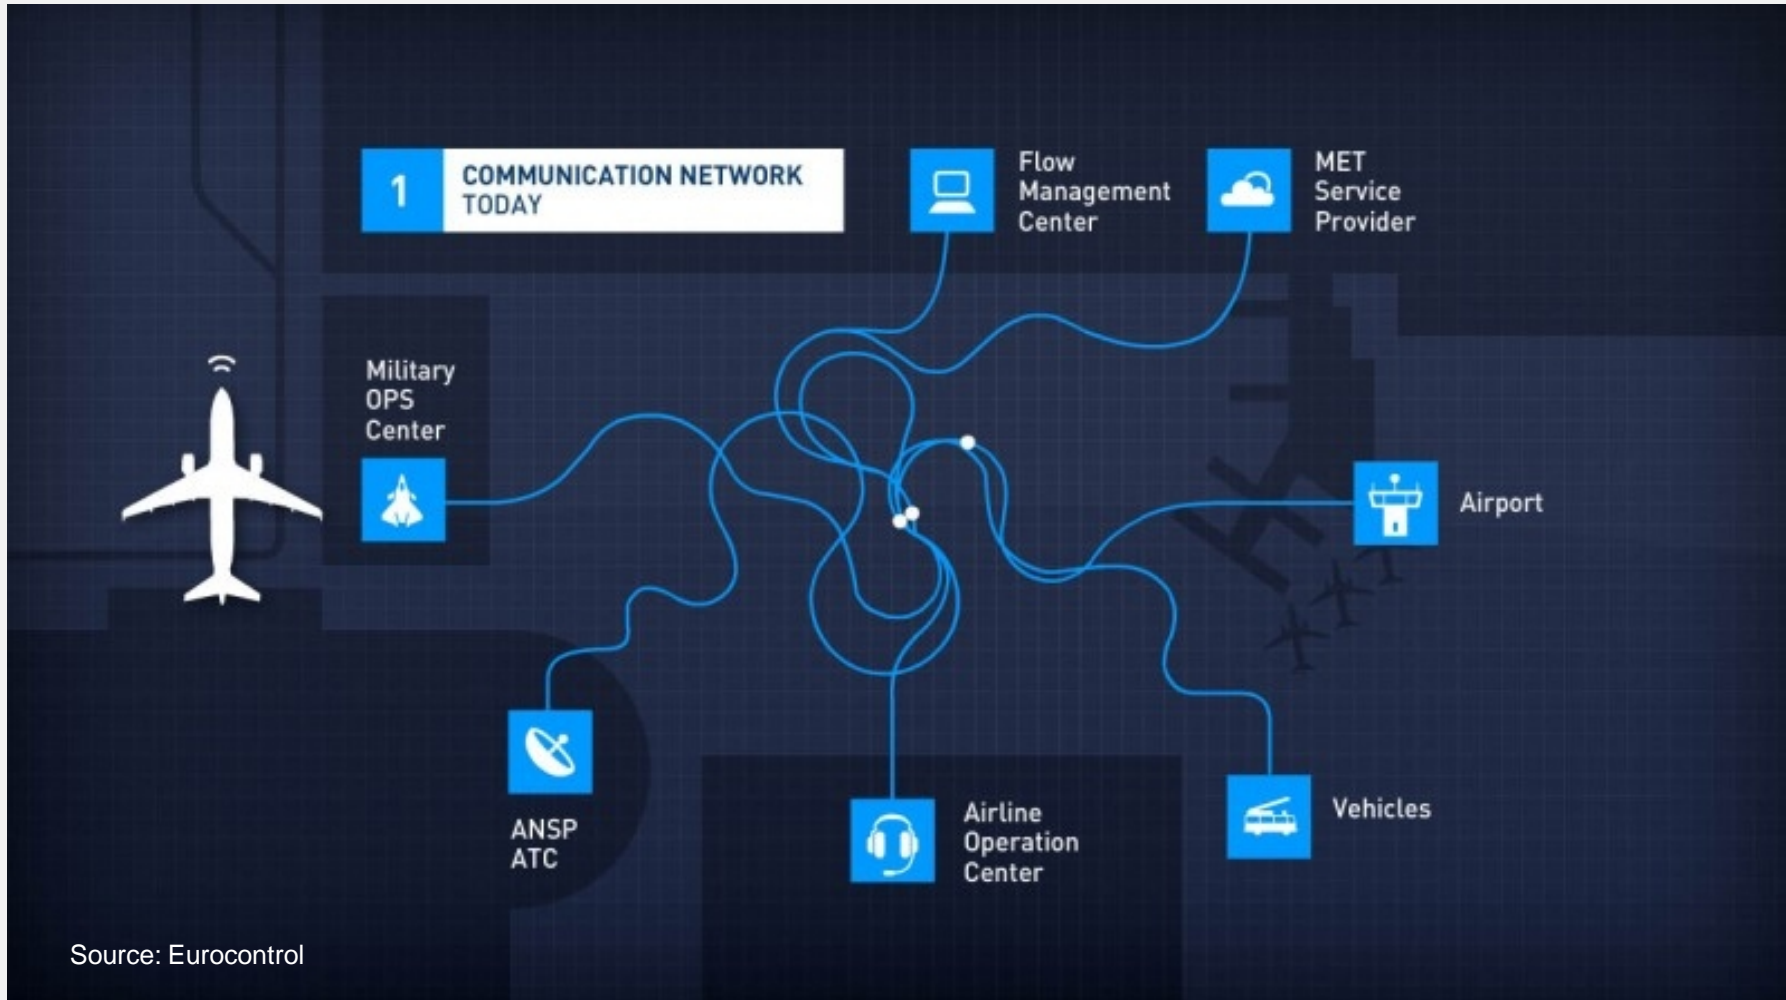 1
COMMUNICATION NETWORK
TODAY
Flow
Management
Center
MET
Service
Provider
Military
OPS
Center
Airport
ANSP
ATC
Airline
Operation
Center
Vehicles
Source: Eurocontrol